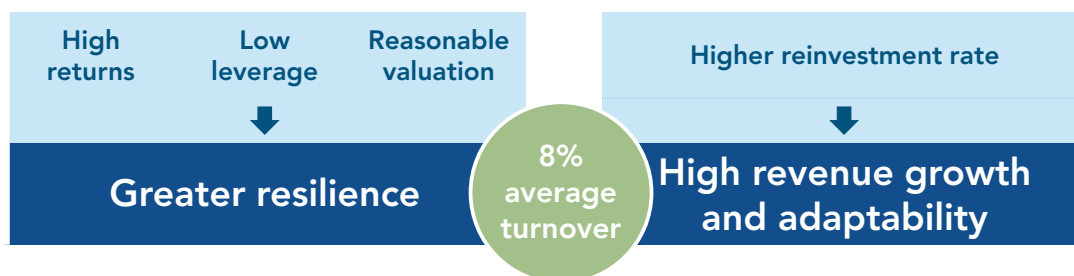 High
returns
Low
leverage
Reasonable
valuation
Greater resilience
8%
average
turnover
Higher reinvestment rate
High revenue growth
and adaptability